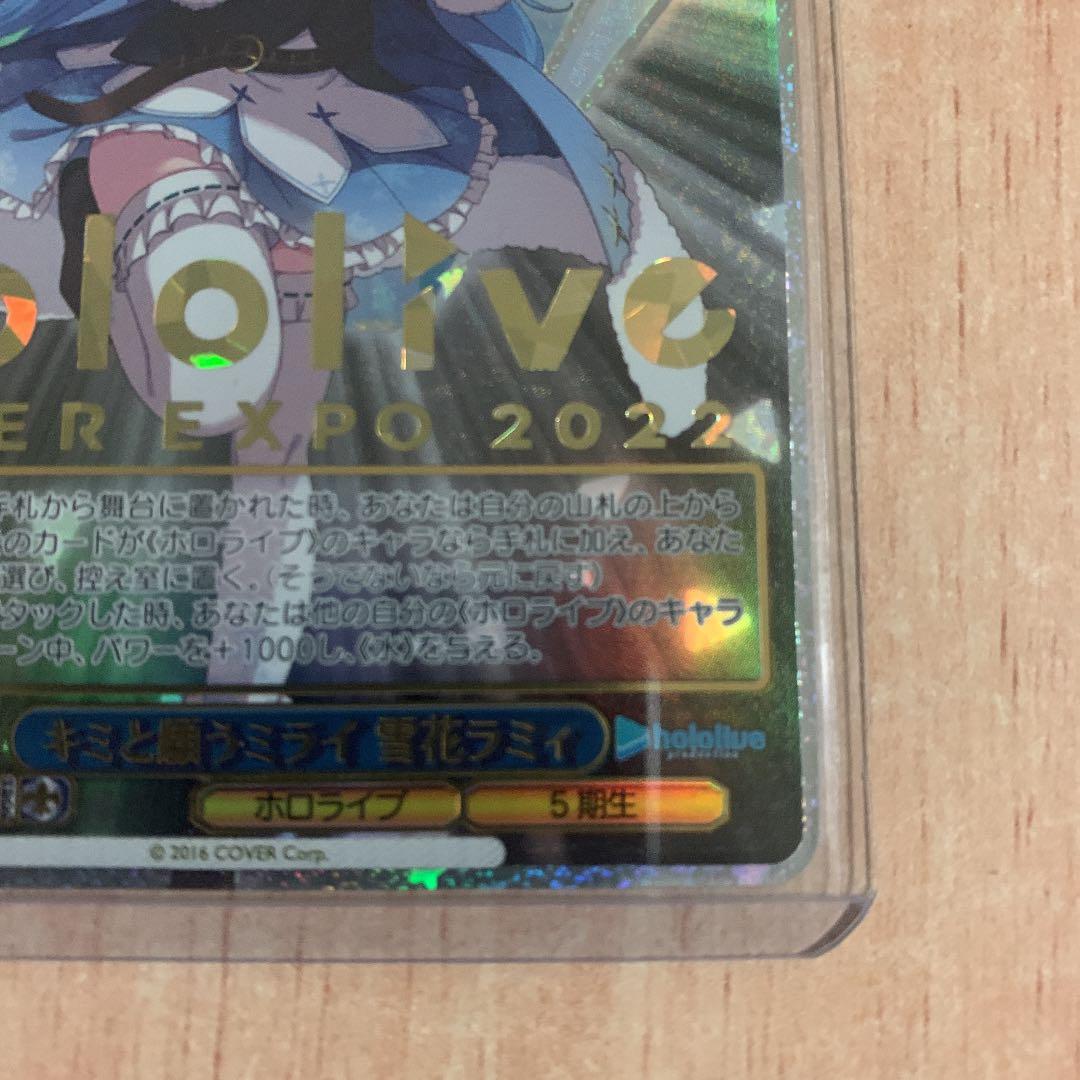 ololive
ER EXPO 2022
手札から舞台に置かれた時、あなたは自分の山札の上から
のカードが《ホロライブ》のキャラなら手札に加え、あなた
選び、控え室に置く。(そうでないなら元に戻す)
タックした時、あなたは他の自分の《ホロライブ》のキャラ
ーン中、パワーを+1000し、《水》を与える。
キミと願うミライ 雪花ラミィ
hololive
production
ホロライブ
5期生
© 2016 COVER Corp.